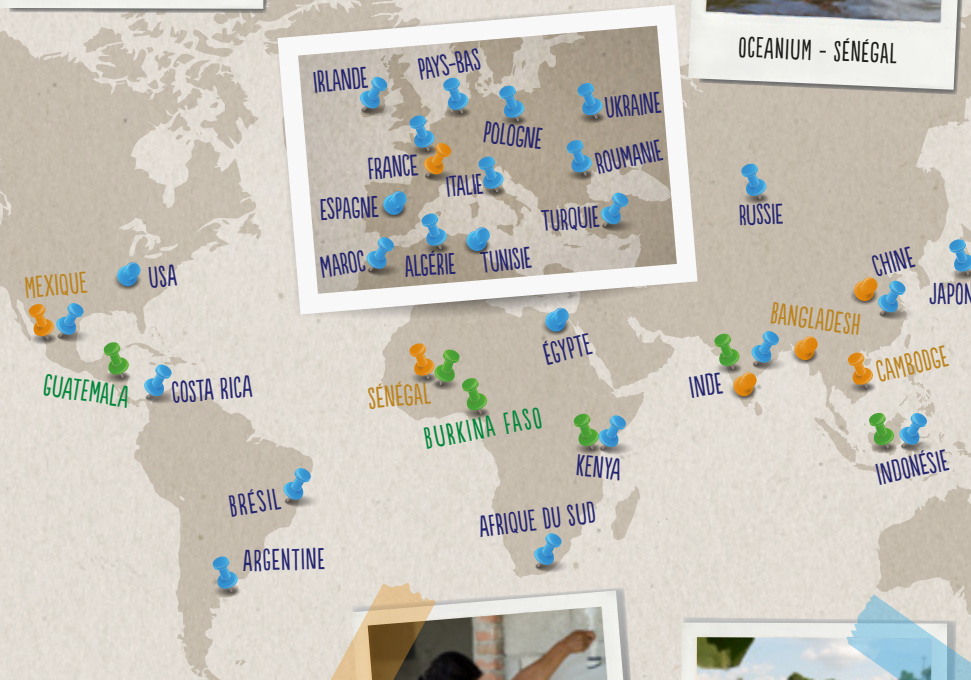 OCEANIUM - SÉNÉGAL
IRLANDE
PAYS-BAS
UKRAINE
POLOGNE
FRANCE
ITALIE
ROUMANIE
ESPAGNE
TURQUIE
MAROC
ALGÉRIE
TUNISIE
RUSSIE
MEXIQUE
USA
CHINE
JAPON
GUATEMALA
COSTA RICA
SÉNÉGAL
BURKINA FASO
ÉGYPTE
BANGLADESH
INDE
CAMBODGE
KENYA
INDONÉSIE
BRÉSIL
AFRIQUE DU SUD
ARGENTINE